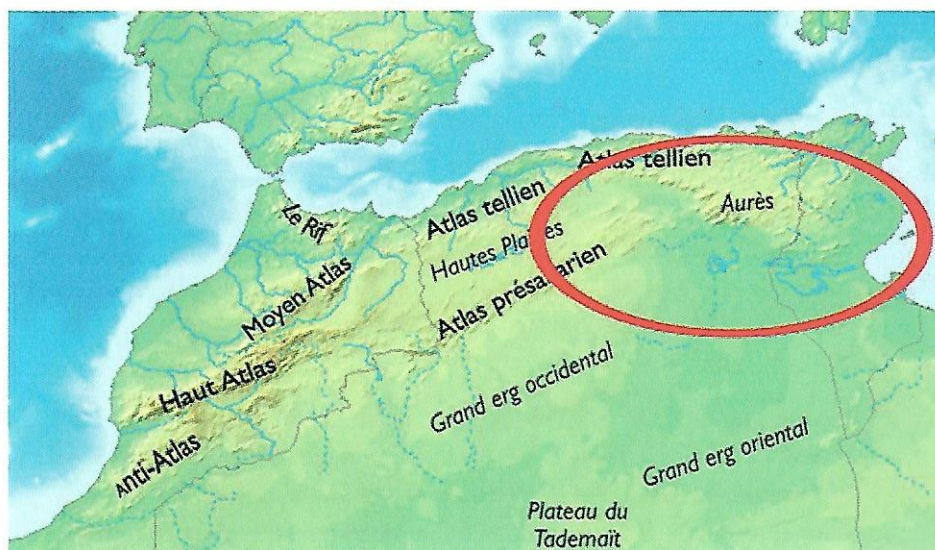 Atlas tellien
Atlas tellien
Le Rif
Aurès
Hautes Plaines
Moyen Atlas
Atlas présaharien
Haut Atlas
Grand erg occidental
Anti-Atlas
Grand erg oriental
Plateau du
Tademaït